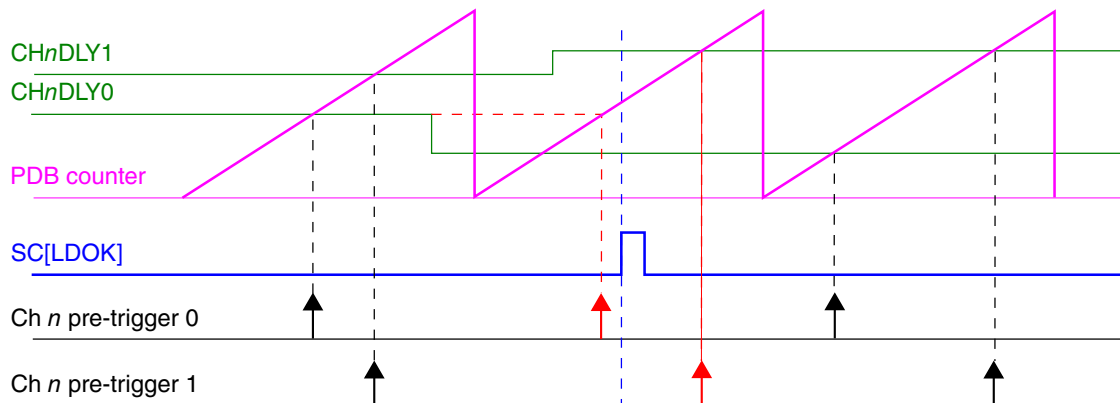 CHnDLY1
CHnDLY0
PDB counter
SC[LDOK]
Ch n pre-trigger 0
Ch n pre-trigger 1